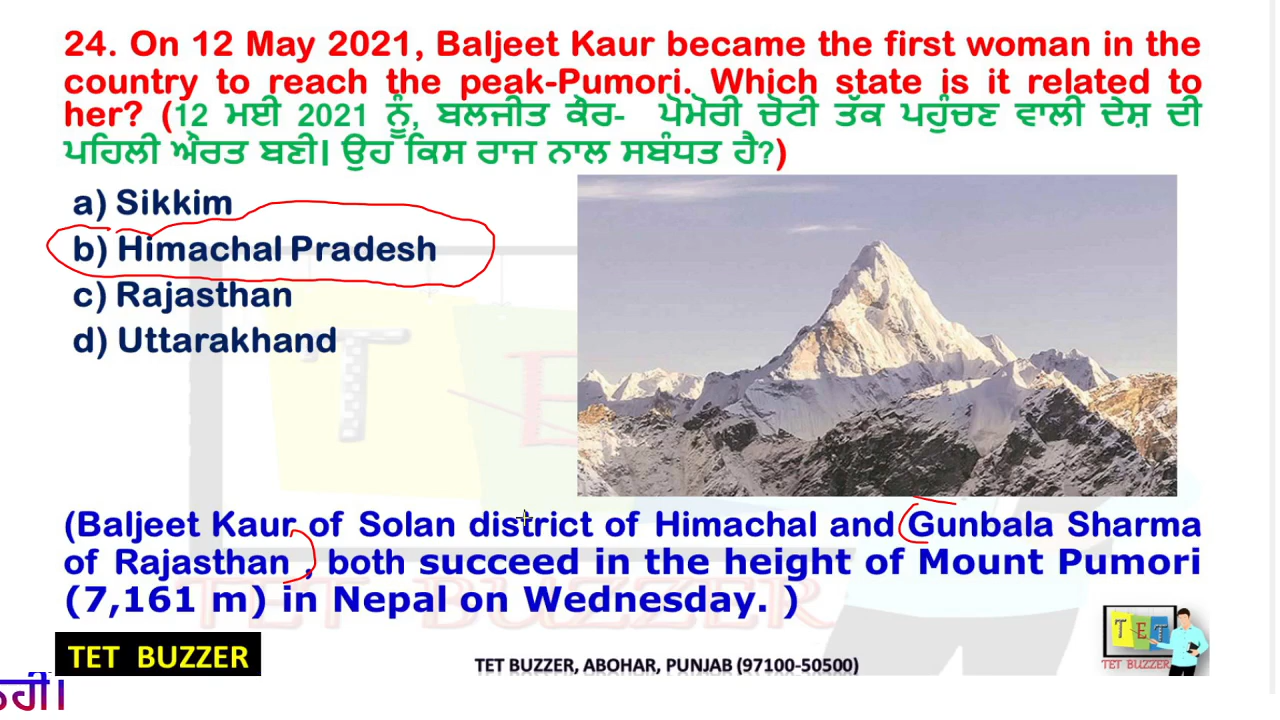 24. On 12 May 2021, Baljeet Kaur became the first woman in the
country to reach the peak-Pumori. Which state is it related to
her? (12 ਮਈ 2021 ਨੂੰ, ਬਲਜੀਤ ਕੌਰ- ਪੋਮੋਰੀ ਚੋਟੀ ਤੱਕ ਪਹੁੰਚਣ ਵਾਲੀ ਦੇਸ਼ ਦੀ
ਪਹਿਲੀ ਔਰਤ ਬਣੀ। ਉਹ ਕਿਸ ਰਾਜ ਨਾਲ ਸਬੰਧਤ ਹੈ?)
a) Sikkim
b) Himachal Pradesh
c) Rajasthan
d) Uttarakhand
(Baljeet Kaur of Solan district of Himachal and Gunbala Sharma
of Rajasthan , both succeed in the height of Mount Pumori
(7,161 m) in Nepal on Wednesday. )
TET BUZZER
TET BUZZER
TET BUZZER, ABOHAR, PUNJAB (97100-50500)
TET
TET BUZZER